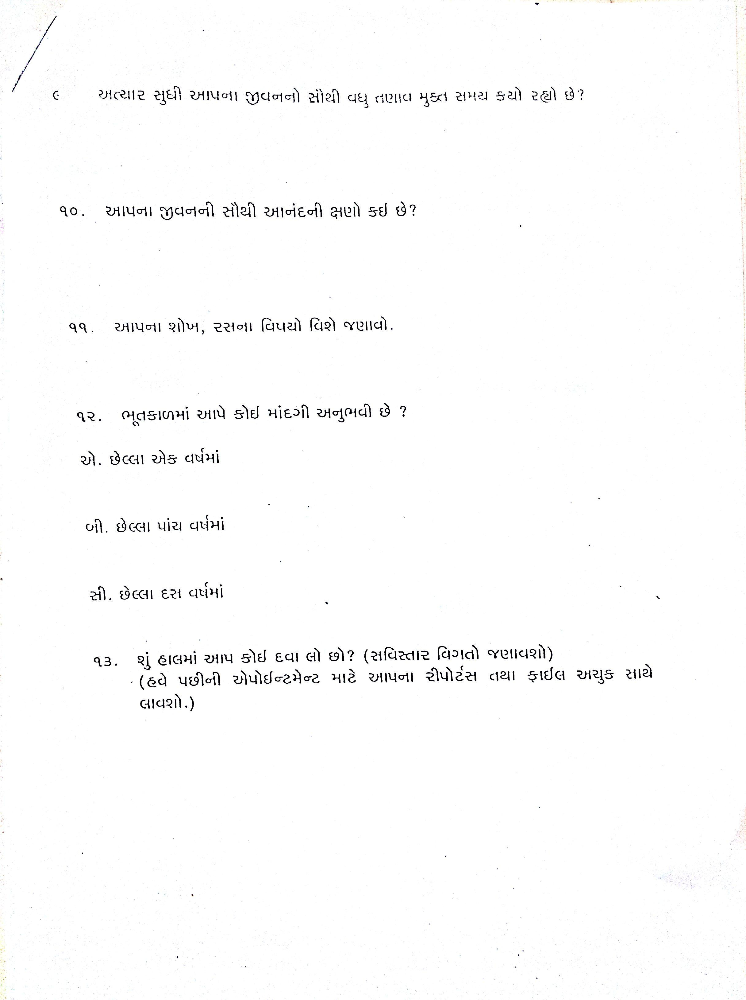 ૯ અત્યાર સુધી આપના જીવનનો સૌથી વધુ તણાવ મુક્ત સમય કયો રહ્યો છે?
૧૦. આપના જીવનની સૌથી આનંદની ક્ષણો કઇ છે?
૧૧. આપના શોખ, રસના વિષયો વિશે જણાવો.
૧૨. ભૂતકાળમાં આપે કોઇ માંદગી અનુભવી છે ?
એ. છેલ્લા એક વર્ષમાં
બી. છેલ્લા પાંચ વર્ષમાં
સી. છેલ્લા દસ વર્ષમાં
૧૩. શું હાલમાં આપ કોઇ દવા લો છો? (સવિસ્તાર વિગતો જણાવશો)
(હવે પછીની એપોઇન્ટમેન્ટ માટે આપના રીપોર્ટસ તથા ફાઇલ અચુક સાથે
લાવશો.)